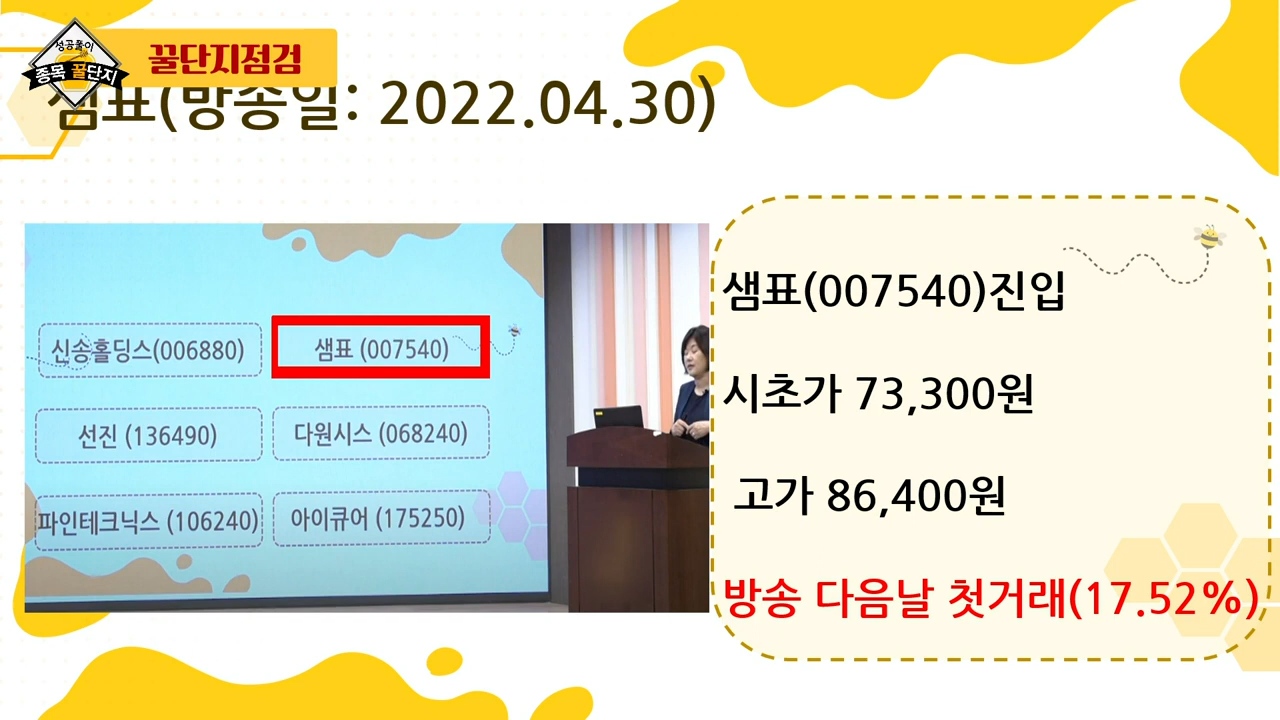 성공풀이
종목 꿀단지
꿀단지점검
샘표(방송일: 2022.04.30)
신송홀딩스(006880)
샘표 (007540)
선진 (136490)
다원시스 (068240)
파인테크닉스 (106240)
아이큐어 (175250)
샘표(007540)진입
시초가 73,300원
고가 86,400원
방송 다음날 첫거래(17.52%)